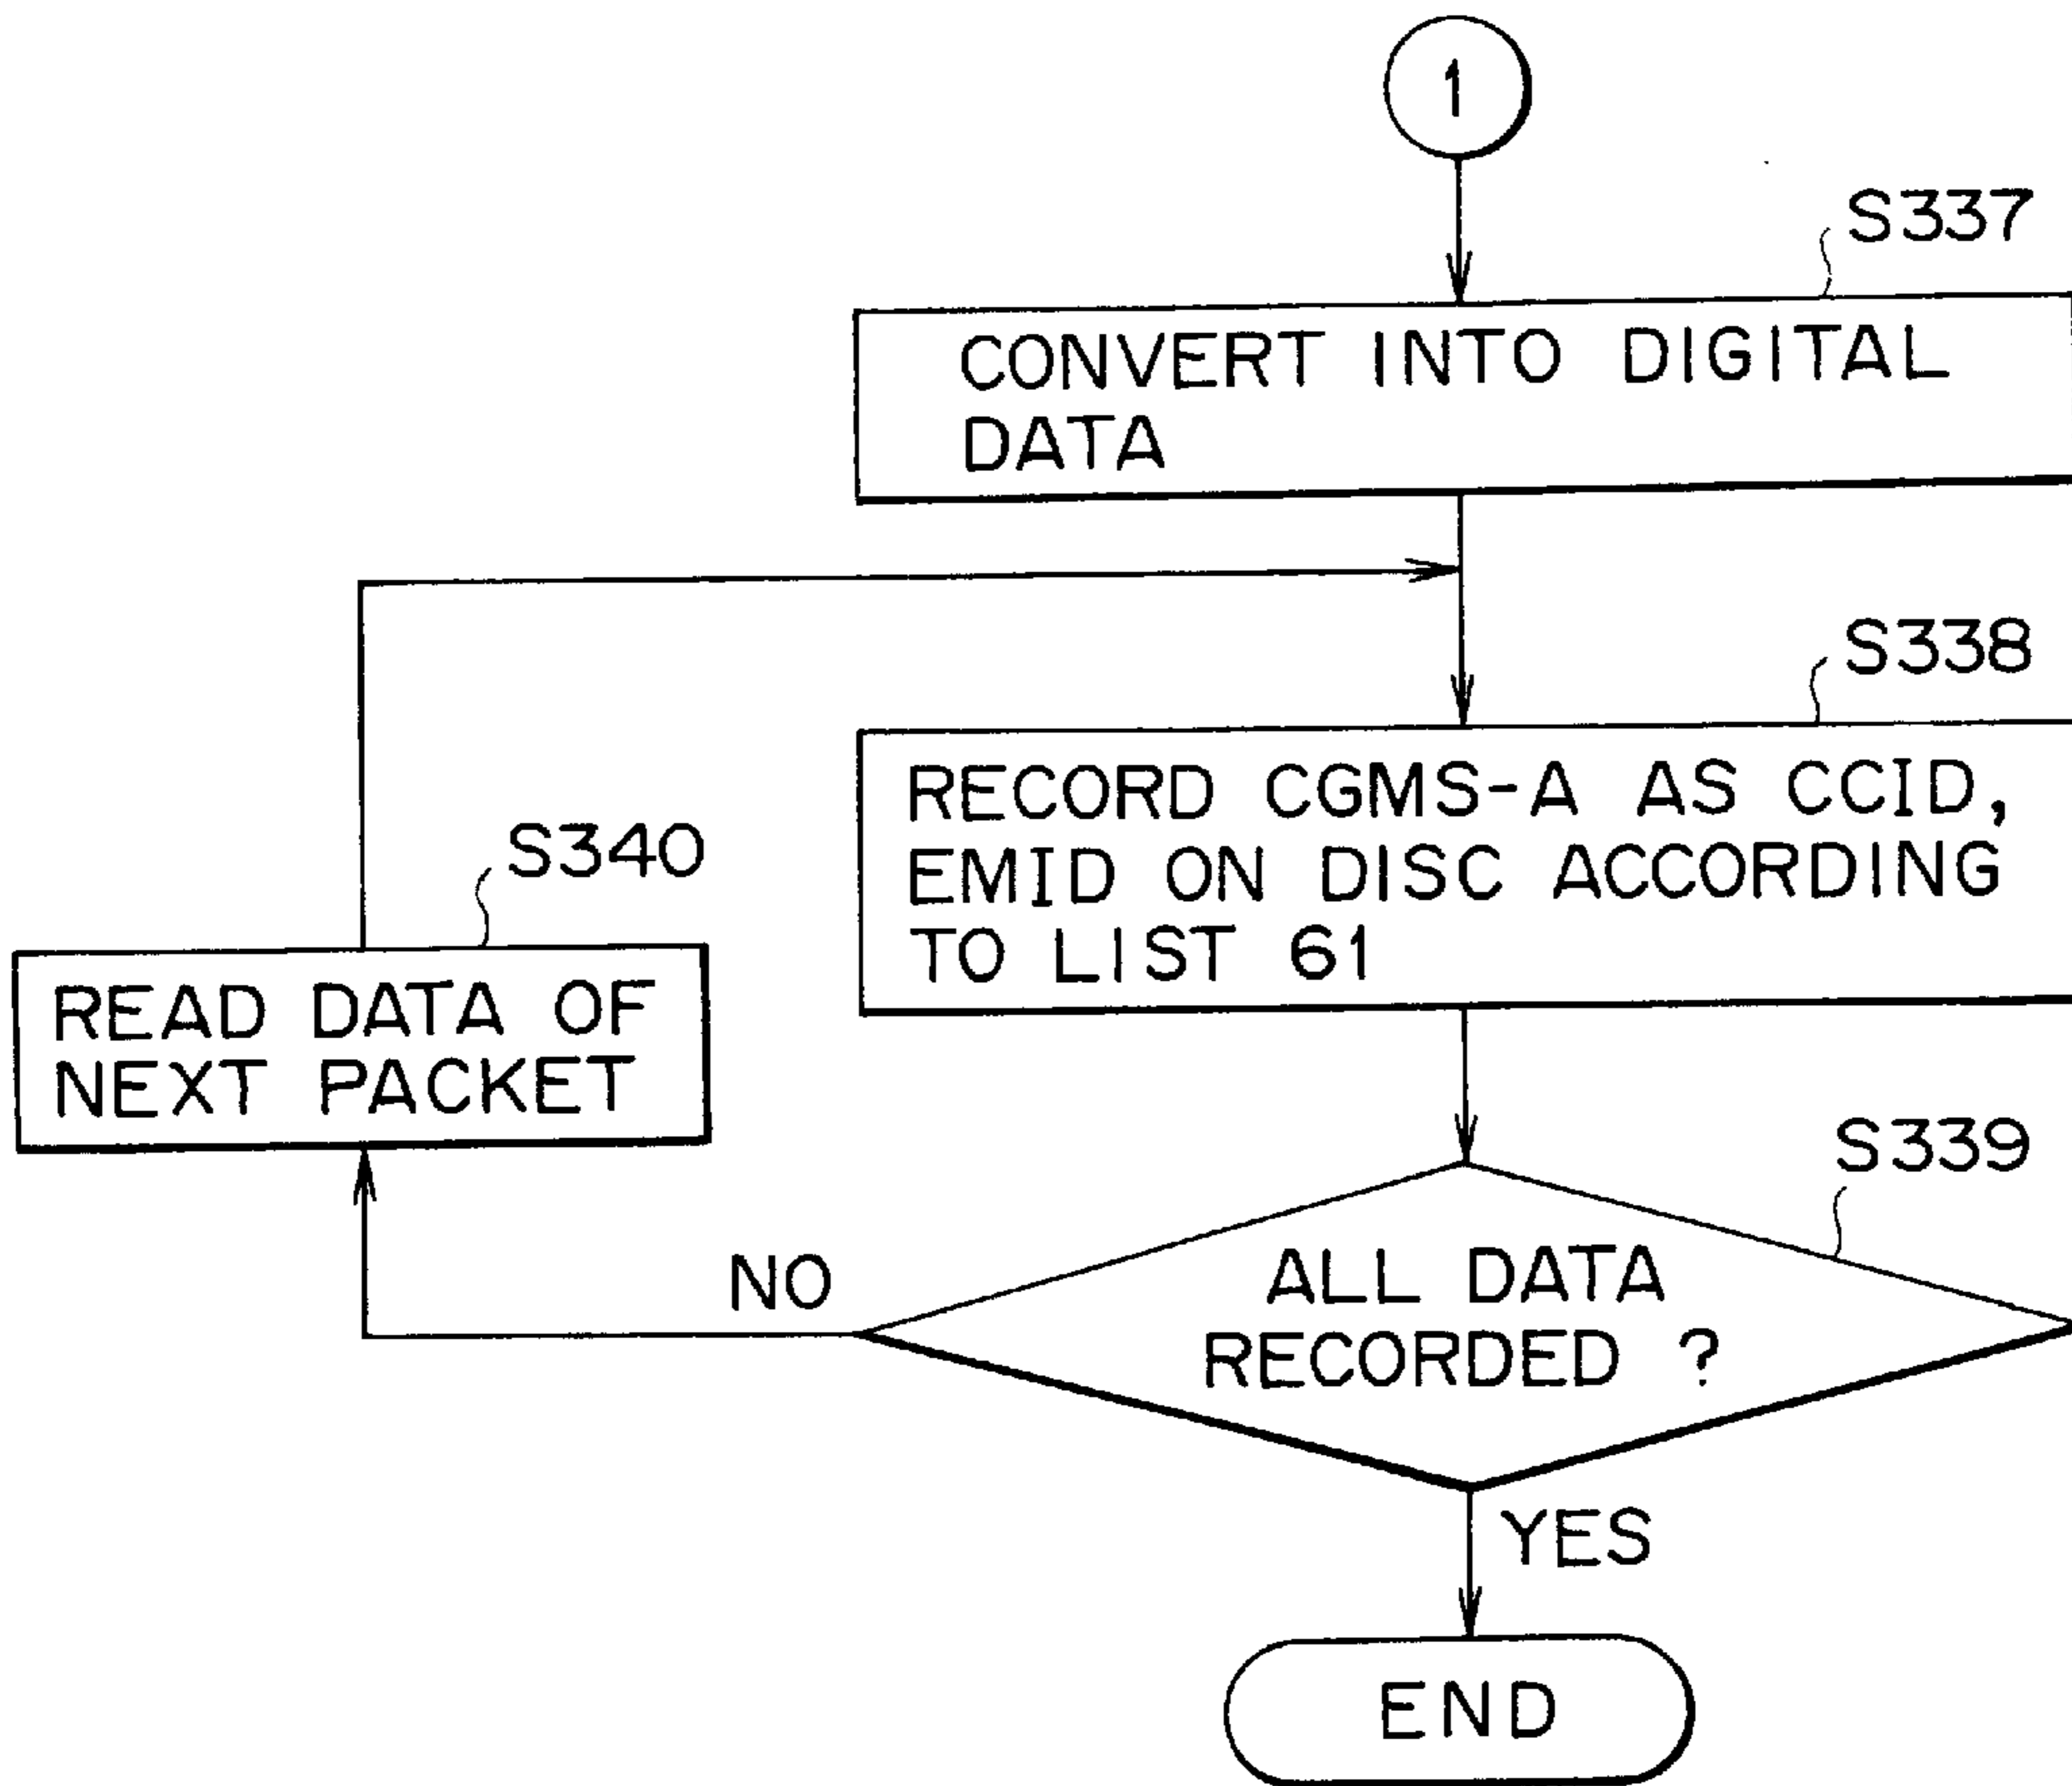 1
S337
CONVERT INTO DIGITAL
DATA
S338
RECORD CGMS-A AS CCID,
EMID ON DISC ACCORDING
TO LIST 61
S340
READ DATA OF
NEXT PACKET
S339
NO
ALL DATA
RECORDED ?
YES
END